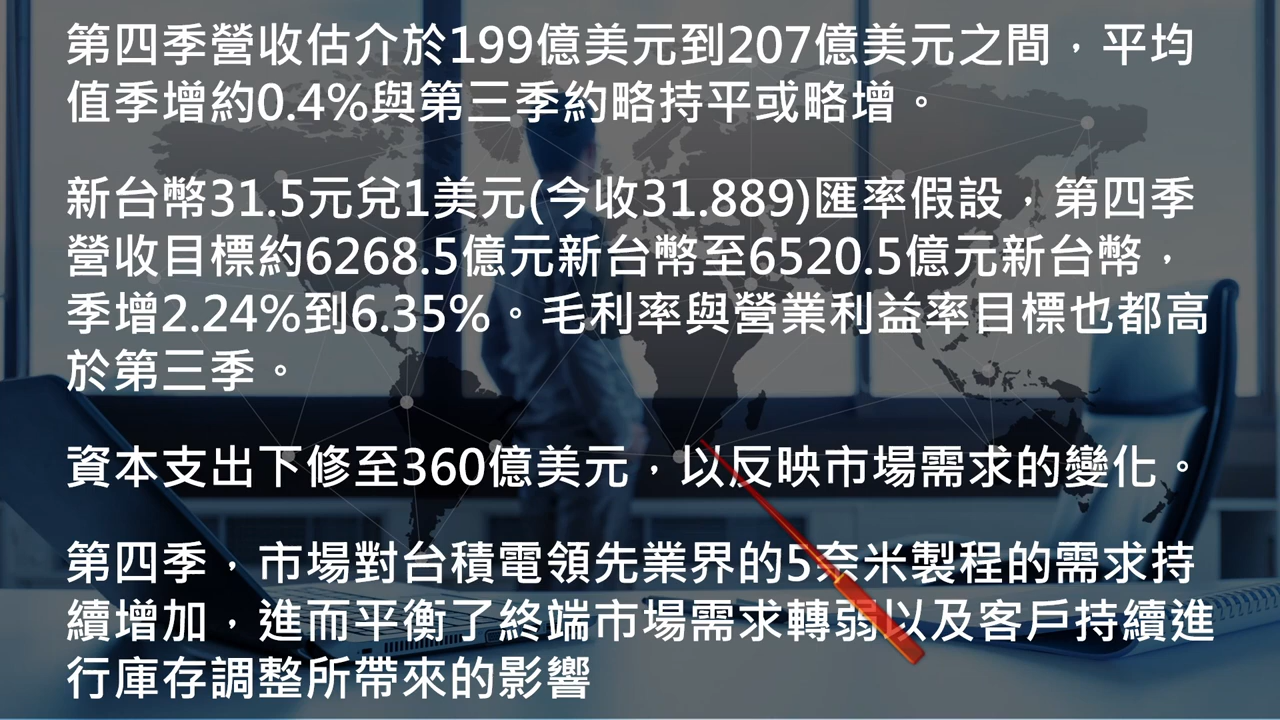 第四季營收估介於199億美元到207億美元之間，平均
值季增約0.4%與第三季約略持平或略增。
新台幣31.5元兌1美元(今收31.889)匯率假設，第四季
營收目標約6268.5億元新台幣至6520.5億元新台幣，
季增2.24%到6.35%。毛利率與營業利益率目標也都高
於第三季。
資本支出下修至360億美元，以反映市場需求的變化。
第四季，市場對台積電領先業界的5奈米製程的需求持
續增加，進而平衡了終端市場需求轉弱以及客戶持續進
行庫存調整所帶來的影響